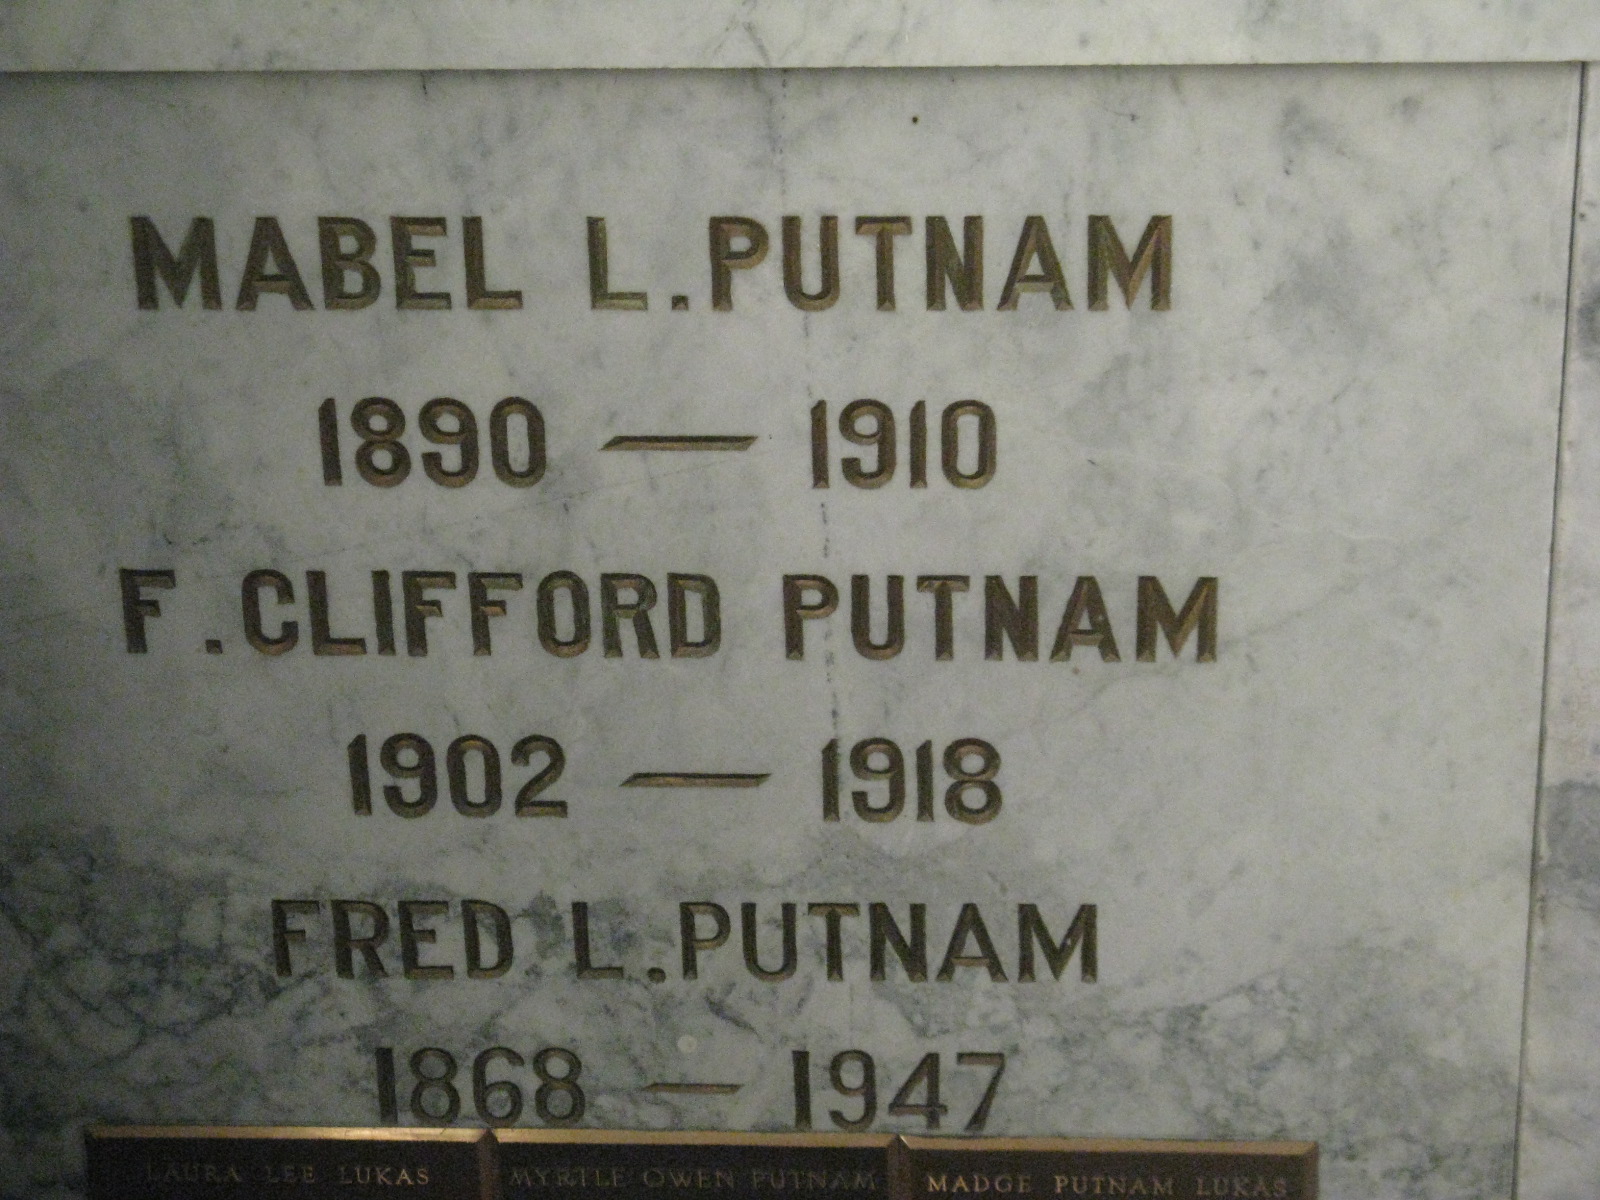 MABEL L. PUTNAM
1890 — 1910
F. CLIFFORD PUTNAM
1902 — 1918
FRED L. PUTNAM
1868 — 1947
LAURA LEE LUKAS
MYRTLE OWEN PUTNAM
MADGE PUTNAM LUKAS